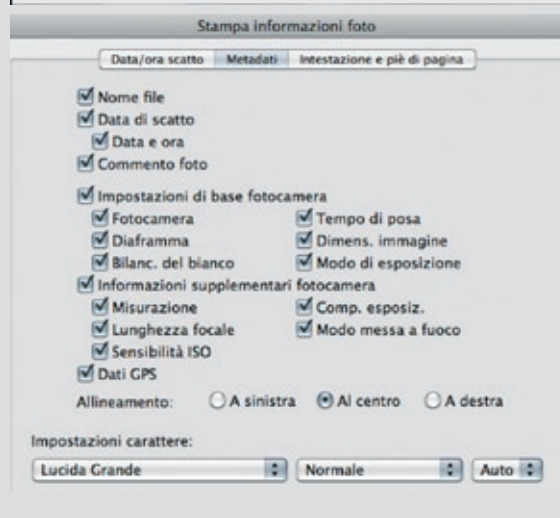 Stampa informazioni foto
Data/ora scatto Metadati Intestazione e piè di pagina
Nome file
Data di scatto
Data e ora
Commento foto
Impostazioni di base fotocamera
Fotocamera Tempo di posa
Diaframma Dimens. immagine
Bilanc. del bianco Modo di esposizione
Informazioni supplementari fotocamera
Misurazione Comp. esposiz.
Lunghezza focale Modo messa a fuoco
Sensibilità ISO
Dati GPS
Allineamento: A sinistra Al centro A destra
Impostazioni carattere:
Lucida Grande Normale Auto